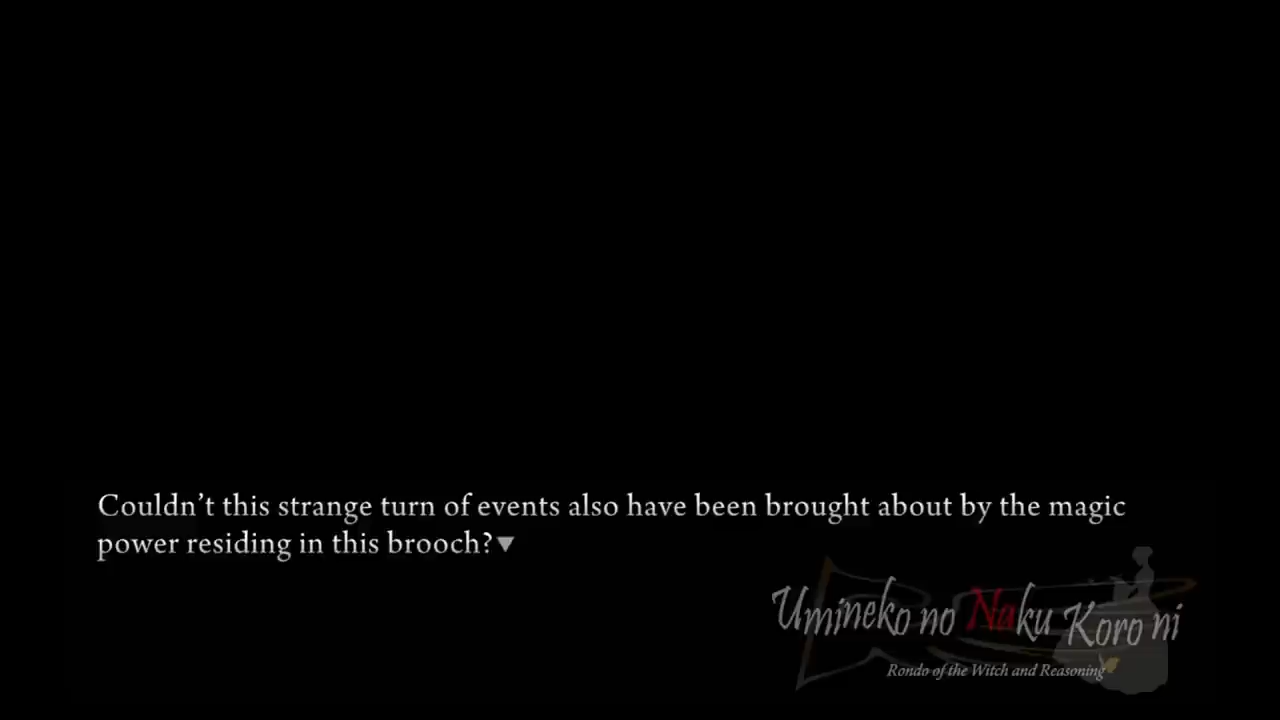 Couldn't this strange turn of events also have been brought about by the magic
power residing in this brooch?
Umineko no Naku Koro ni
Rondo of the Witch and Reasoning